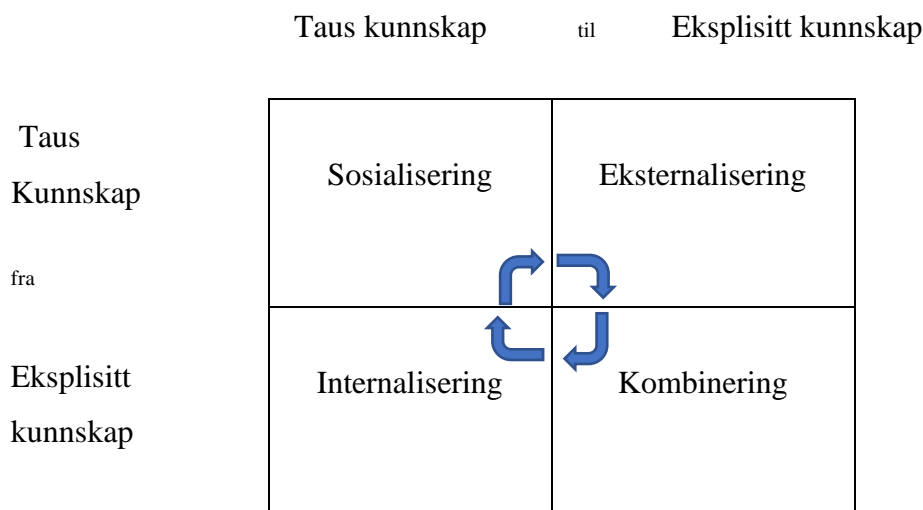 Taus kunnskap til Eksplisitt kunnskap
Taus
Kunnskap
Sosialisering Eksternalisering
fra
Eksplisitt
kunnskap
Internalisering Kombinering